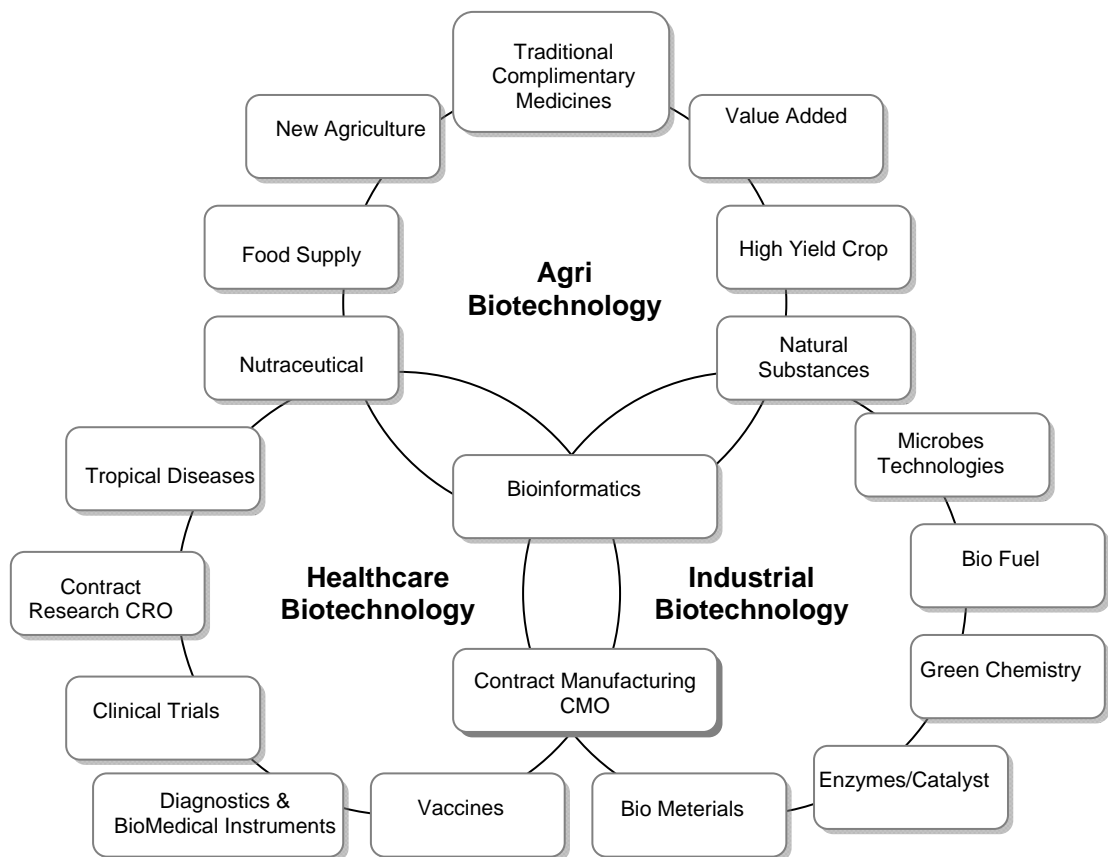 Traditional
Complimentary
Medicines
New Agriculture
Value Added
Food Supply
High Yield Crop
Agri
Biotechnology
Nutraceutical
Natural
Substances
Microbes
Technologies
Tropical Diseases
Bioinformatics
Bio Fuel
Healthcare
Biotechnology
Industrial
Biotechnology
Contract
Research CRO
Green Chemistry
Contract Manufacturing
CMO
Clinical Trials
Enzymes/Catalyst
Diagnostics &
BioMedical Instruments
Vaccines
Bio Meterials